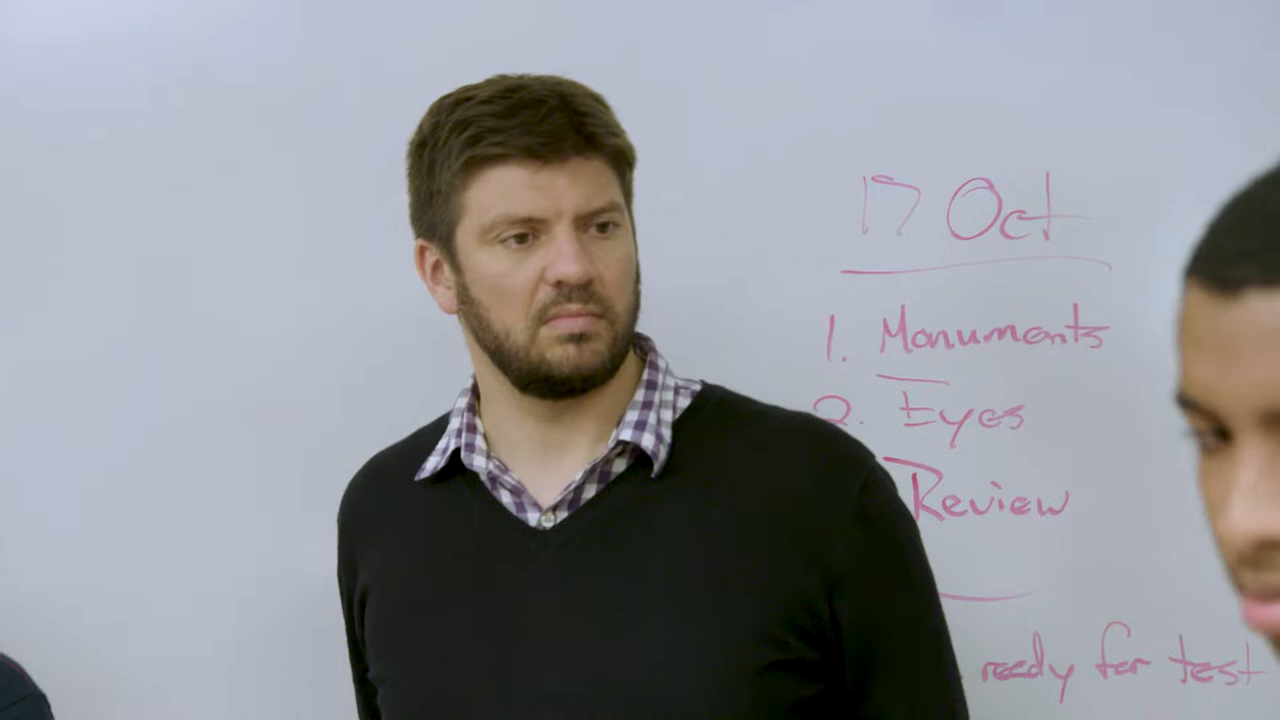 17 Oct
1. Monuments
2. Eyes
Review
ready for test